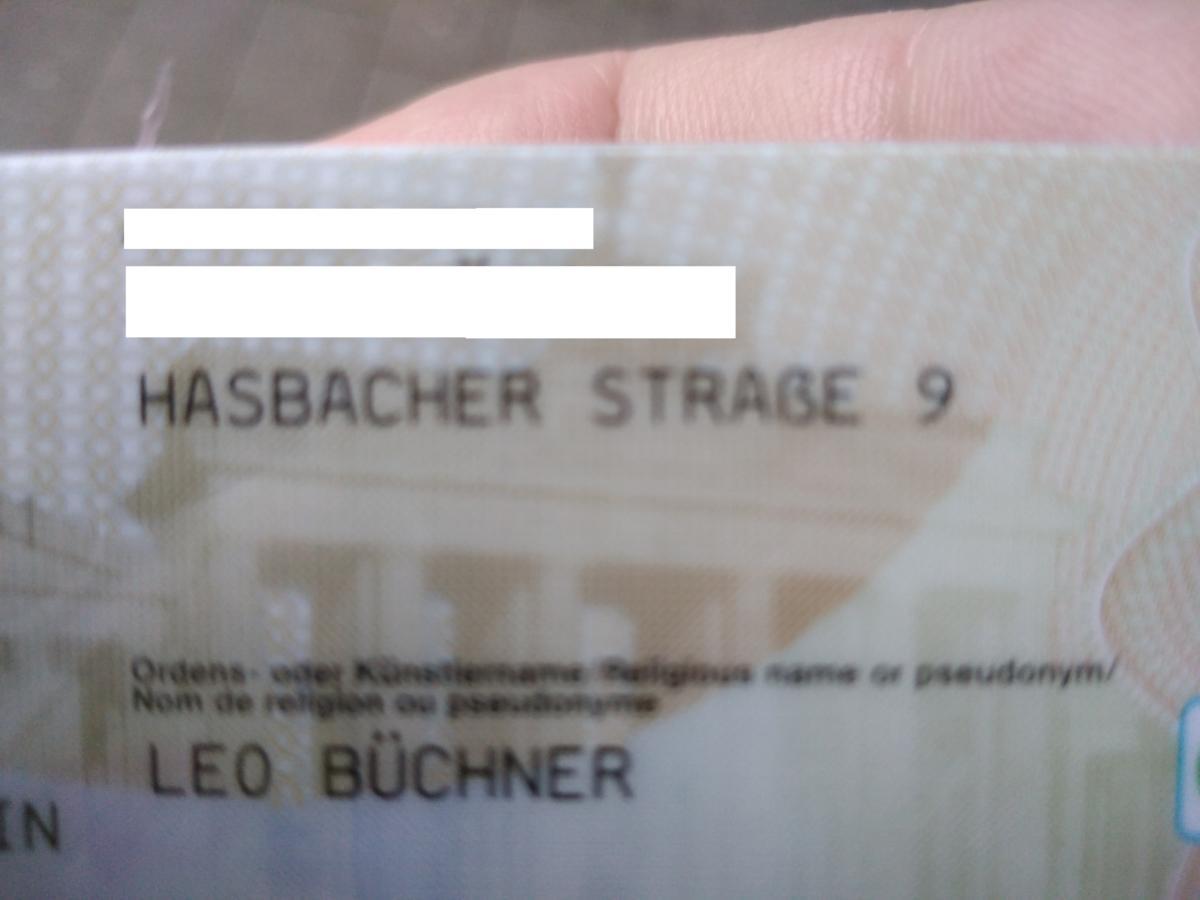 HASBACHER STRAßE 9
Ordens- oder Künstlername/Religious name or pseudonym/
Nom de religion ou pseudonyme
LEO BÜCHNER
IN